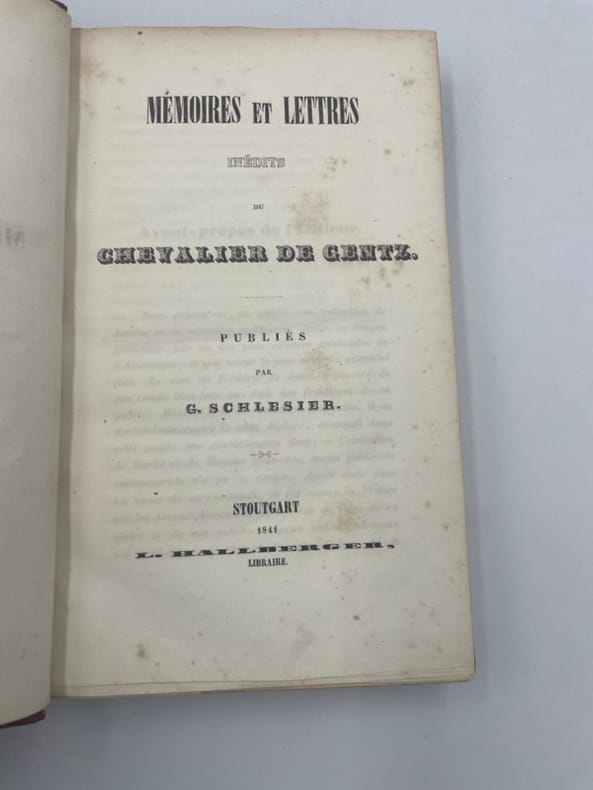 MÉMOIRES ET LETTRES
INÉDITS
DU
CHEVALIER DE GENTZ.
PUBLIÉS
PAR
G. SCHLESIER.
STOUTGART
1841
L. HALLBERGER,
LIBRAIRE.